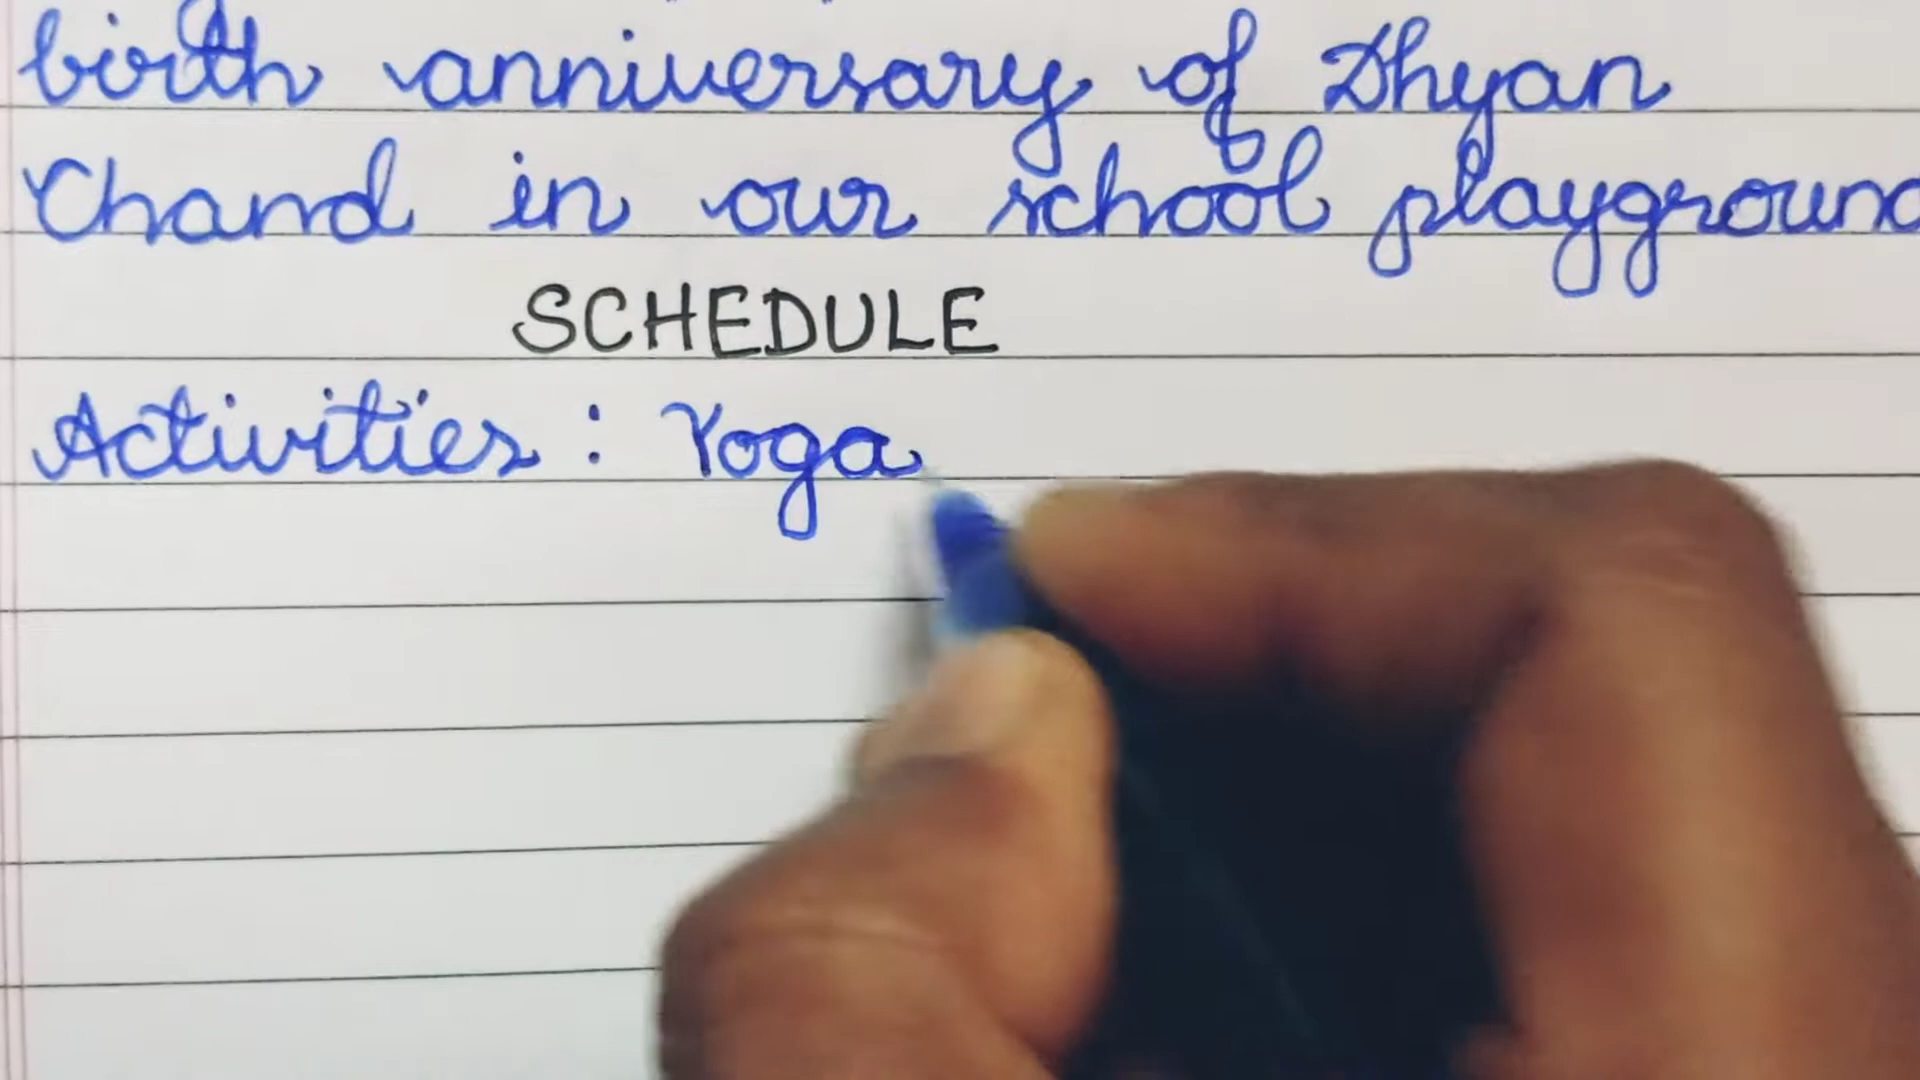 birth anniversary of Dhyan
Chand in our school playground
SCHEDULE
Activities : Yoga